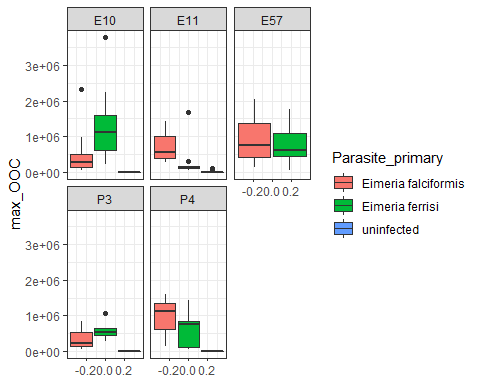 E10 E11 E57
3e+06
2e+06
1e+06
0e+00
-0.20.0 0.2
P3 P4
3e+06
2e+06
1e+06
0e+00
-0.20.0 0.2 -0.20.0 0.2
max_OOC
Parasite_primary
Eimeria falciformis
Eimeria ferrisi
uninfected